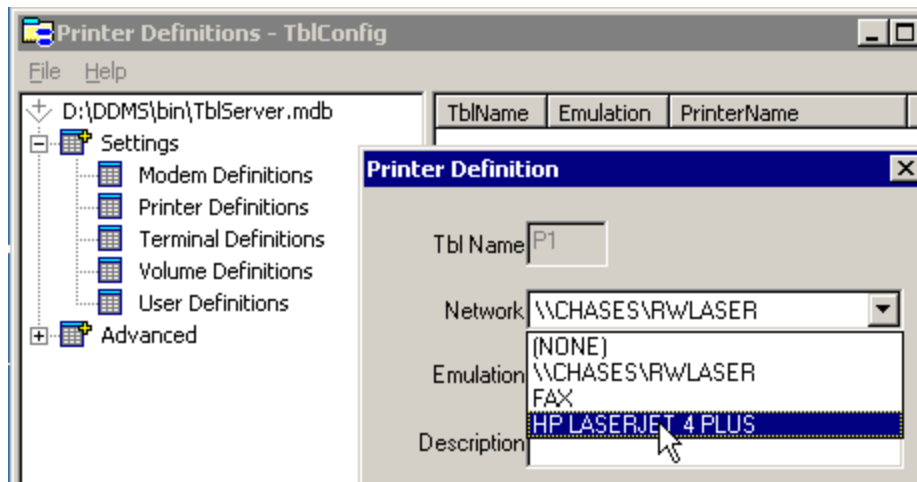 Printer Definitions - TblConfig
File Help
D:\DDMS\bin\TblServer.mdb
Settings
Modem Definitions
Printer Definitions
Terminal Definitions
Volume Definitions
User Definitions
Advanced
TblName Emulation PrinterName
Printer Definition
Tbl Name P1
Network \\CHASES\RWLASER
(NONE)
Emulation \\CHASES\RWLASER
FAX
HP LASERJET 4 PLUS
Description